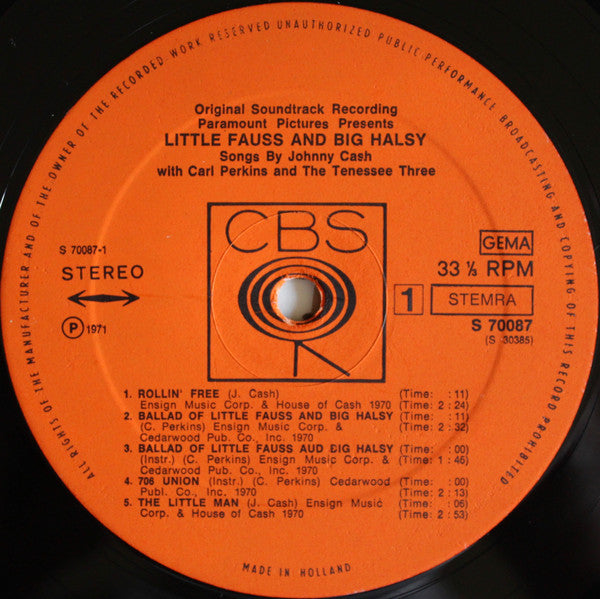 ALL RIGHTS OF THE MANUFACTURER AND OF THE OWNER OF THE RECORDED WORK RESERVED UNAUTHORIZED PUBLIC PERFORMANCE BROADCASTING AND COPYING OF THIS RECORD PROHIBITED
Original Soundtrack Recording
Paramount Pictures Presents
LITTLE FAUSS AND BIG HALSY
Songs By Johnny Cash
with Carl Perkins and The Tenessee Three
CBS
S 70087-1
STEREO
P 1971
GEMA
33 ⅓ RPM
1 STEMRA
S 70087
(S 30385)
1. ROLLIN' FREE (J. Cash) (Time: : 11)
Ensign Music Corp. & House of Cash 1970 (Time: 2 : 24)
2. BALLAD OF LITTLE FAUSS AND BIG HALSY (Time: : 11)
(C. Perkins) Ensign Music Corp. & (Time: 2 : 32)
Cedarwood Pub. Co., Inc. 1970
3. BALLAD OF LITTLE FAUSS AUD BIG HALSY (Time: : 00)
(Instr.) (C. Perkins) Ensign Music Corp. & (Time: 1 : 46)
Cedarwood Pub. Co., Inc. 1970
4. 706 UNION (Instr.) (C. Perkins) Cedarwood (Time: : 00)
Publ. Co., Inc. 1970 (Time: 2 : 13)
5. THE LITTLE MAN (J. Cash) Ensign Music (Time: : 06)
Corp. & House of Cash 1970 (Time: 2 : 53)
MADE IN HOLLAND